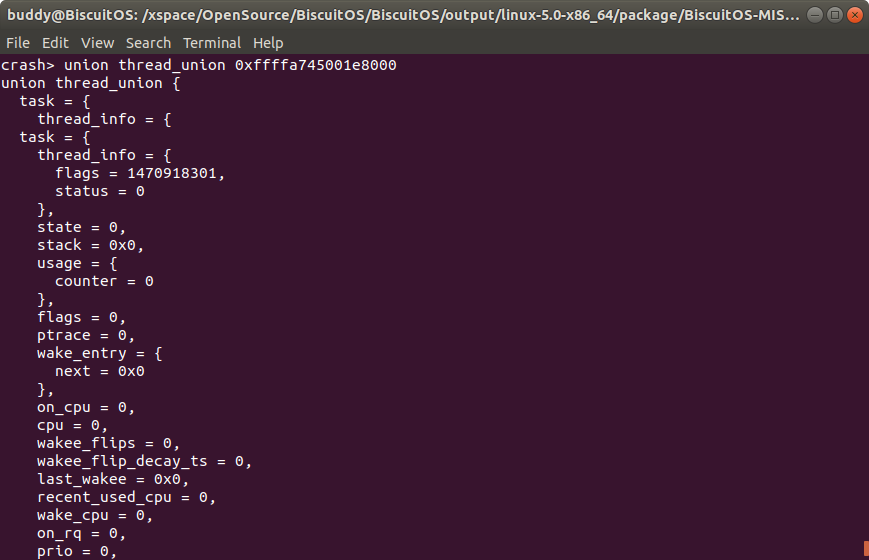 buddy@BiscuitOS: /xspace/OpenSource/BiscuitOS/BiscuitOS/output/linux-5.0-x86_64/package/BiscuitOS-MIS...
File Edit View Search Terminal Help
crash> union thread_union 0xffffa745001e8000
union thread_union {
  task = {
    thread_info = {
  task = {
    thread_info = {
      flags = 1470918301,
      status = 0
    },
    state = 0,
    stack = 0x0,
    usage = {
      counter = 0
    },
    flags = 0,
    ptrace = 0,
    wake_entry = {
      next = 0x0
    },
    on_cpu = 0,
    cpu = 0,
    wakee_flips = 0,
    wakee_flip_decay_ts = 0,
    last_wakee = 0x0,
    recent_used_cpu = 0,
    wake_cpu = 0,
    on_rq = 0,
    prio = 0,